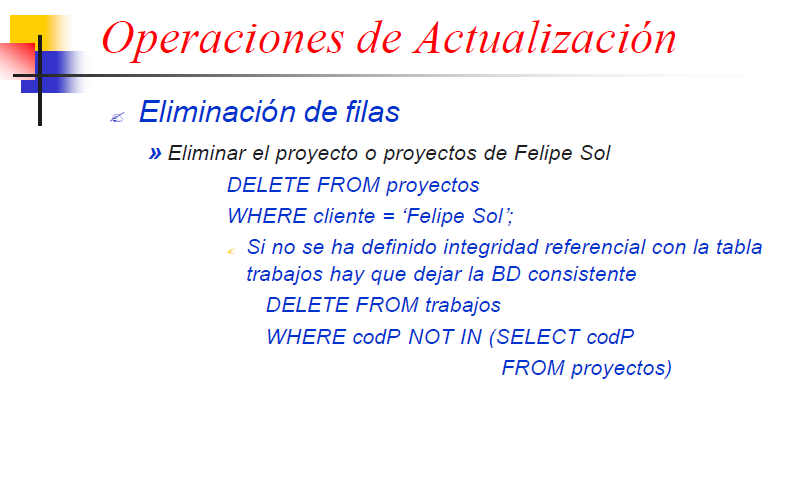 Operaciones de Actualización
Eliminación de filas
» Eliminar el proyecto o proyectos de Felipe Sol
DELETE FROM proyectos
WHERE cliente = ‘Felipe Sol’;
Si no se ha definido integridad referencial con la tabla
trabajos hay que dejar la BD consistente
DELETE FROM trabajos
WHERE codP NOT IN (SELECT codP
FROM proyectos)